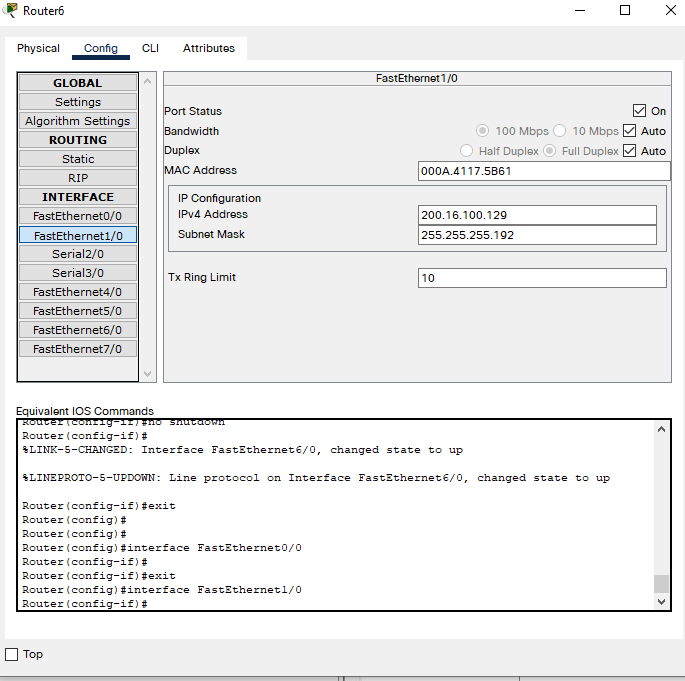 Router6
Physical Config CLI Attributes
GLOBAL
Settings
Algorithm Settings
ROUTING
Static
RIP
INTERFACE
FastEthernet0/0
FastEthernet1/0
Serial2/0
Serial3/0
FastEthernet4/0
FastEthernet5/0
FastEthernet6/0
FastEthernet7/0
FastEthernet1/0
Port Status On
Bandwidth 100 Mbps 10 Mbps Auto
Duplex Half Duplex Full Duplex Auto
MAC Address 000A.4117.5B61
IP Configuration
IPv4 Address 200.16.100.129
Subnet Mask 255.255.255.192
Tx Ring Limit 10
Equivalent IOS Commands
Router(config-if)#no shutdown
Router(config-if)#
%LINK-5-CHANGED: Interface FastEthernet6/0, changed state to up
%LINEPROTO-5-UPDOWN: Line protocol on Interface FastEthernet6/0, changed state to up
Router(config-if)#exit
Router(config)#
Router(config)#
Router(config)#interface FastEthernet0/0
Router(config-if)#
Router(config-if)#exit
Router(config)#interface FastEthernet1/0
Router(config-if)#
Top